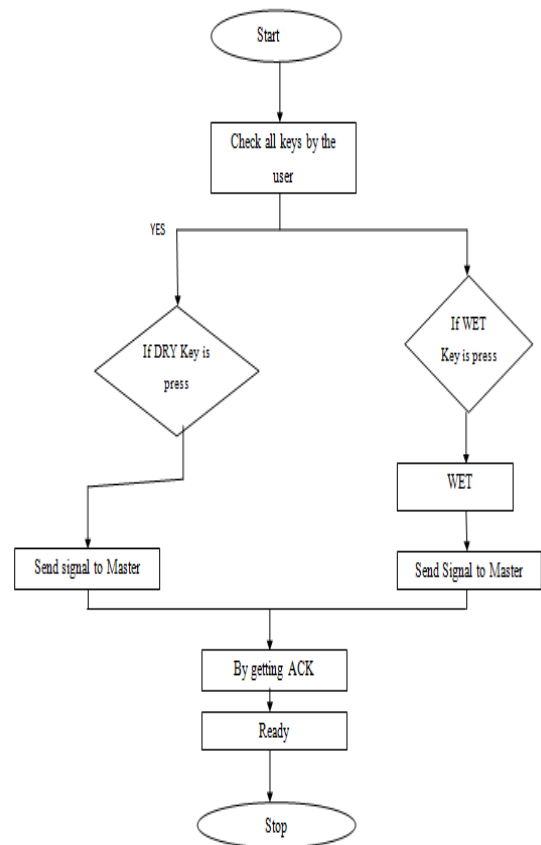 Start
Check all keys by the
user
YES
If DRY Key is
press
If WET
Key is press
WET
Send signal to Master
Send Signal to Master
By getting ACK
Ready
Stop